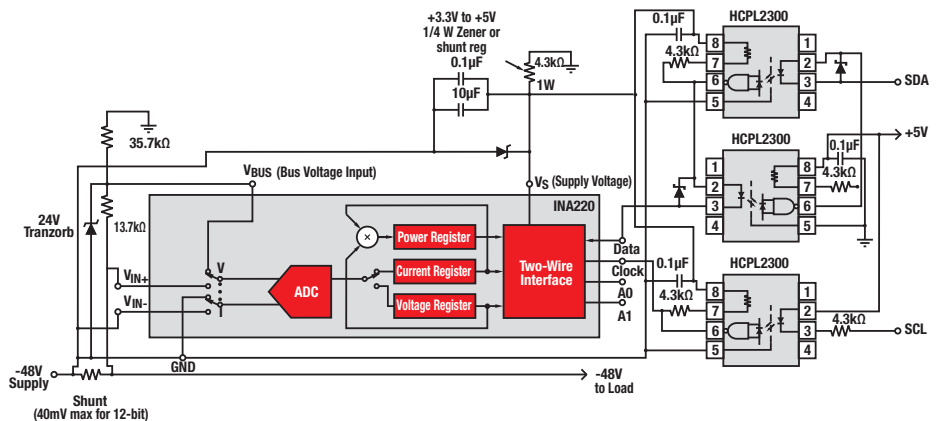 +3.3V to +5V
1/4 W Zener or
shunt reg
0.1µF
10µF
4.3kΩ
1W
35.7kΩ
VBUS (Bus Voltage Input)
VS (Supply Voltage)
INA220
24V
Tranzorb
13.7kΩ
VIN+
VIN-
V
I
ADC
×
Power Register
Current Register
Voltage Register
Two-Wire
Interface
Data
Clock
A0
A1
GND
-48V
Supply
Shunt
(40mV max for 12-bit)
-48V
to Load
0.1µF
HCPL2300
4.3kΩ
8
7
6
5
1
2
3
4
SDA
HCPL2300
1
2
3
4
8
7
6
5
+5V
0.1µF
4.3kΩ
HCPL2300
0.1µF
4.3kΩ
8
7
6
5
1
2
3
4
4.3kΩ
SCL